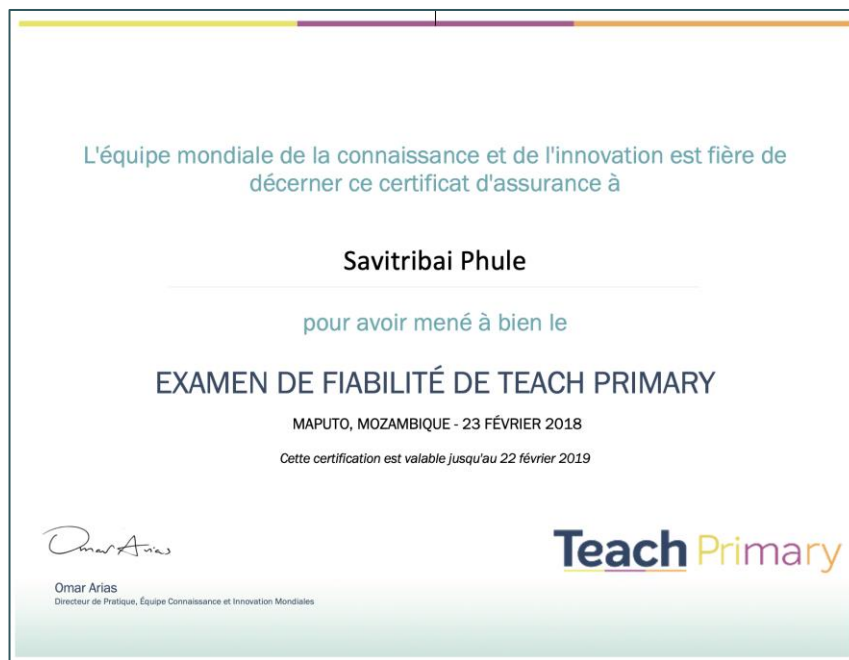 L'équipe mondiale de la connaissance et de l'innovation est fière de
décerner ce certificat d'assurance à
Savitribai Phule
pour avoir mené à bien le
EXAMEN DE FIABILITÉ DE TEACH PRIMARY
MAPUTO, MOZAMBIQUE - 23 FÉVRIER 2018
Cette certification est valable jusqu'au 22 février 2019
Omar Arias
Teach Primary
Omar Arias
Directeur de Pratique, Équipe Connaissance et Innovation Mondiales